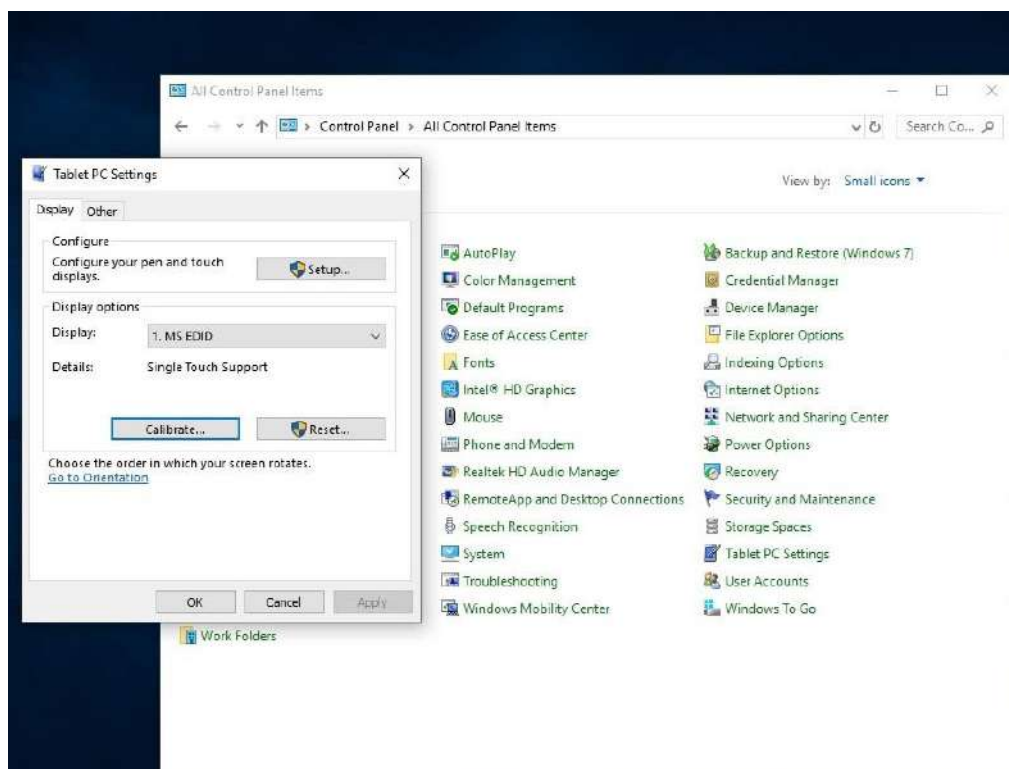 All Control Panel Items
Control Panel > All Control Panel Items
Search Co...
View by: Small icons
Tablet PC Settings
Display Other
Configure
Configure your pen and touch
displays.
Setup...
Display options
Display: 1. MS EDID
Details: Single Touch Support
Calibrate... Reset...
Choose the order in which your screen rotates.
Go to Orientation
OK Cancel Apply
AutoPlay Backup and Restore (Windows 7)
Color Management Credential Manager
Default Programs Device Manager
Ease of Access Center File Explorer Options
Fonts Indexing Options
Intel® HD Graphics Internet Options
Mouse Network and Sharing Center
Phone and Modem Power Options
Realtek HD Audio Manager Recovery
RemoteApp and Desktop Connections Security and Maintenance
Speech Recognition Storage Spaces
System Tablet PC Settings
Troubleshooting User Accounts
Windows Mobility Center Windows To Go
Work Folders